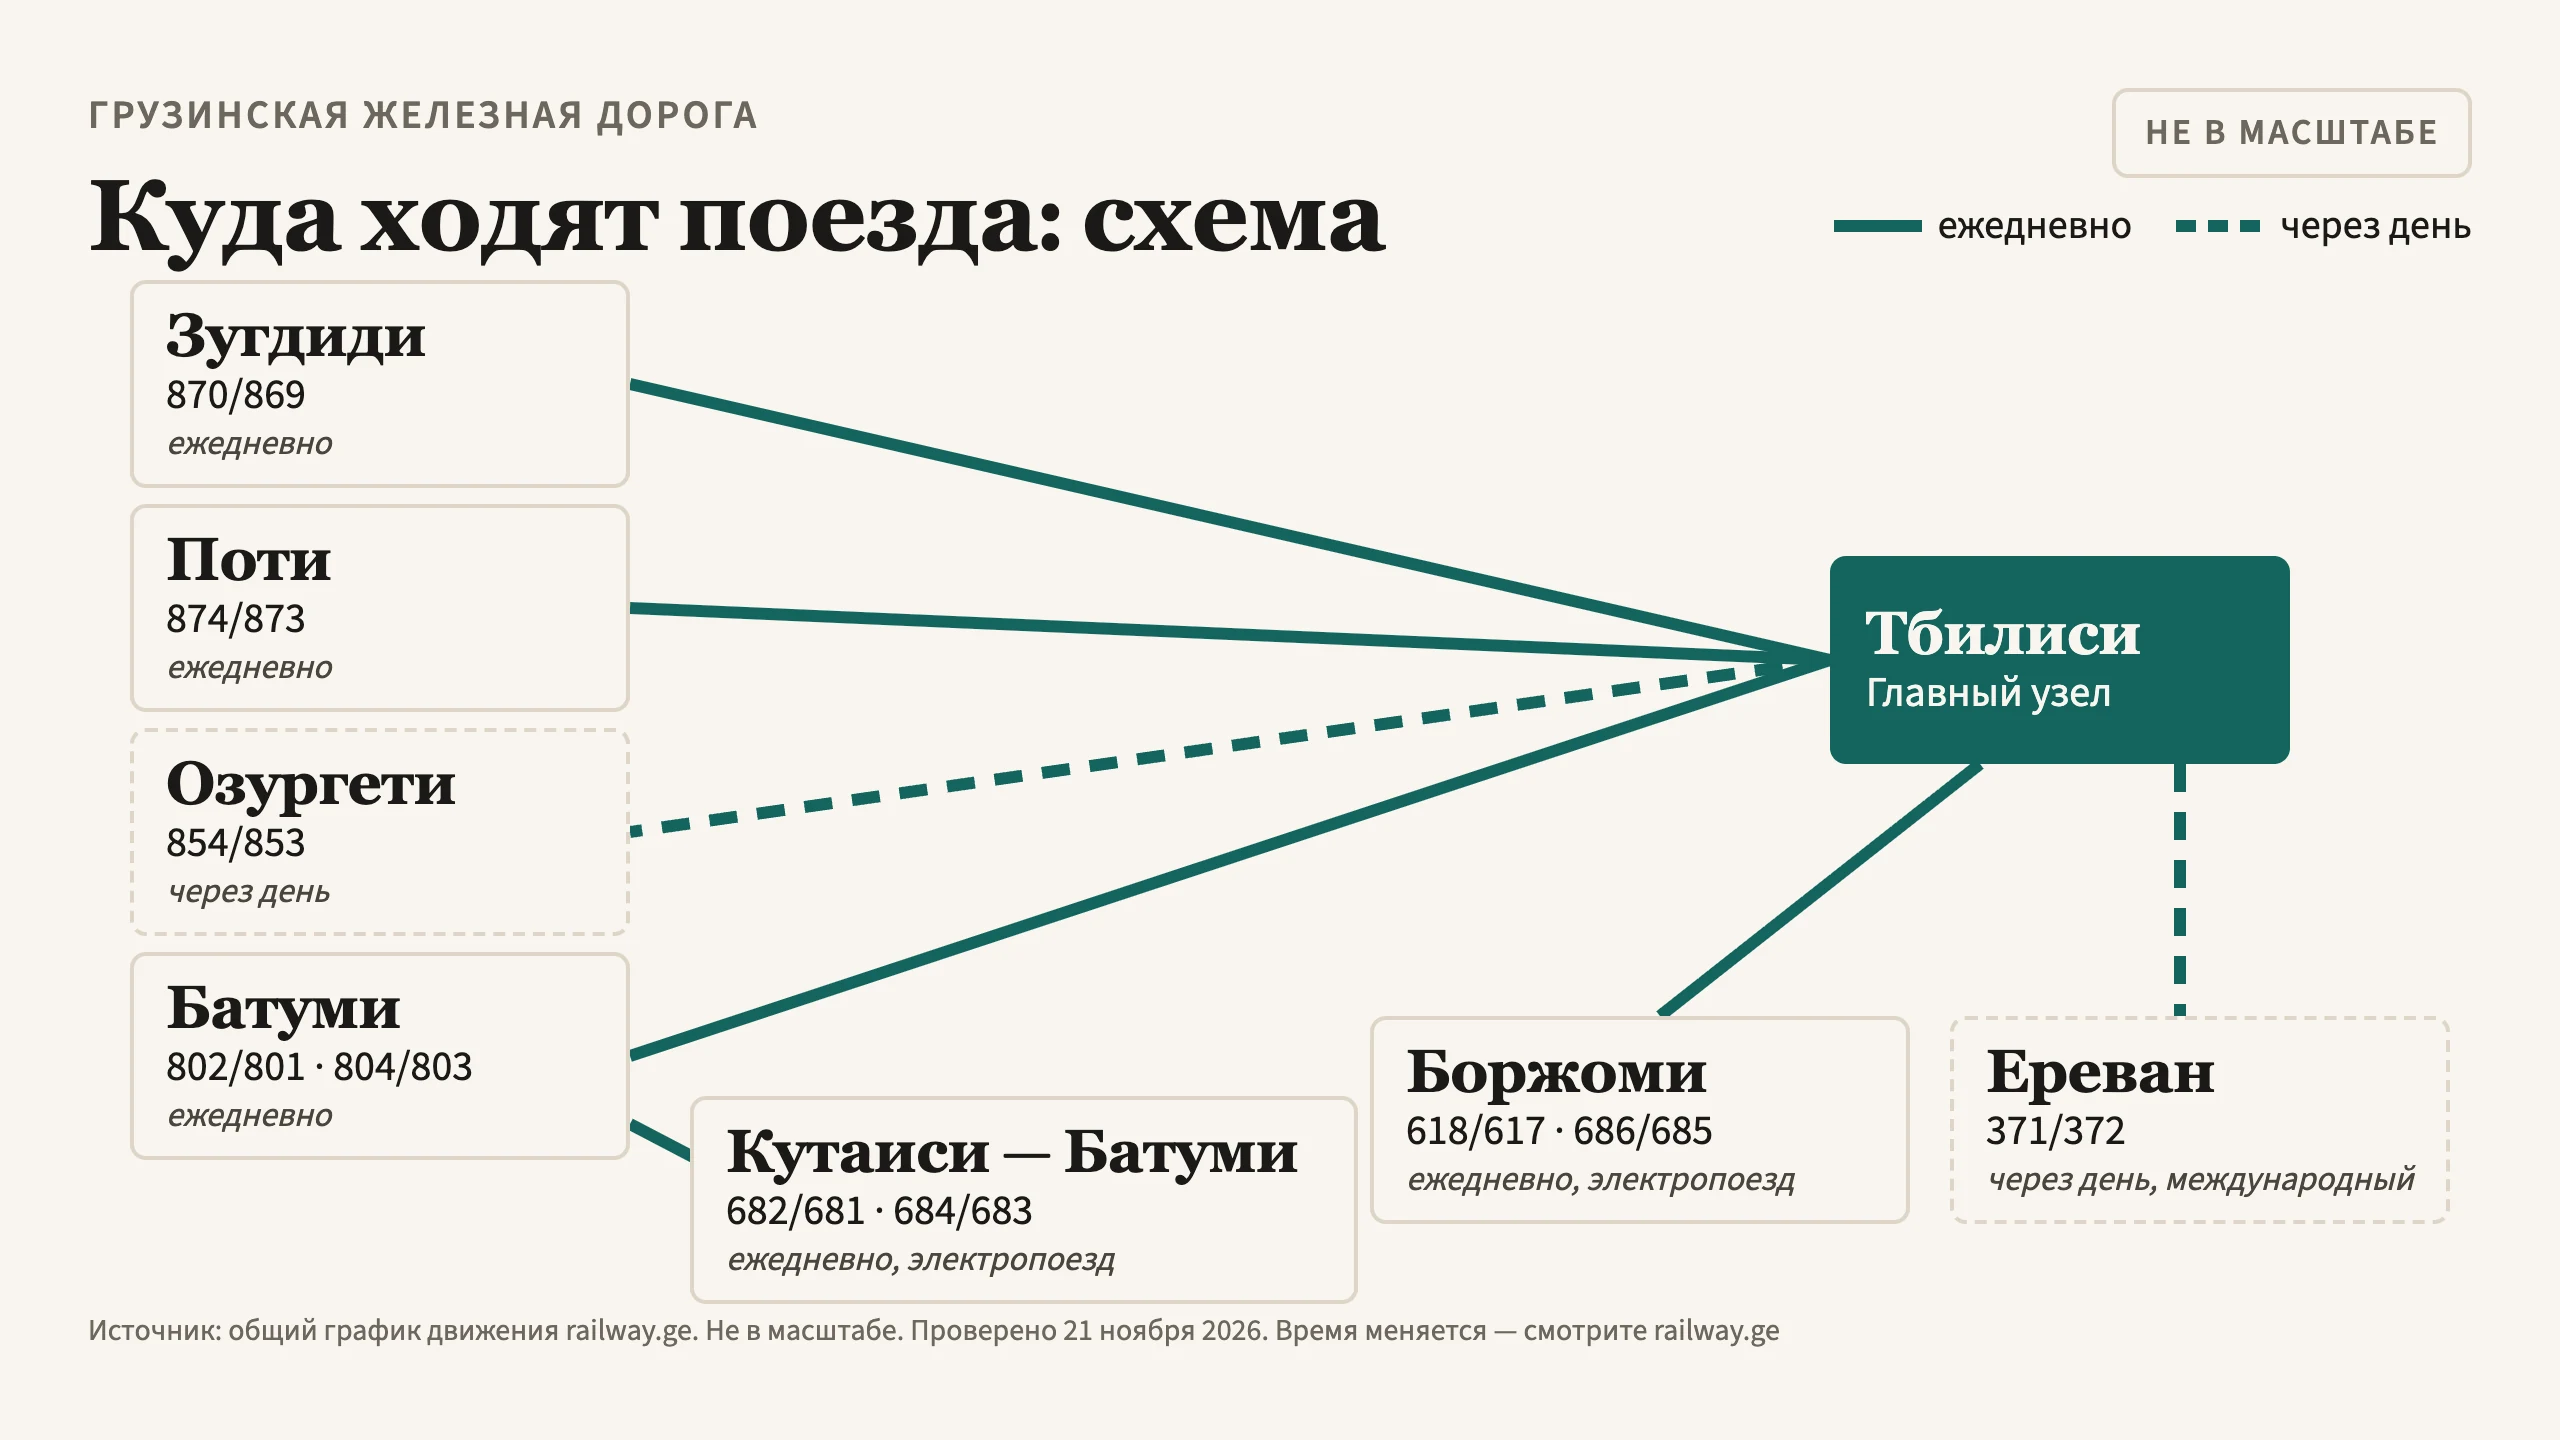 ГРУЗИНСКАЯ ЖЕЛЕЗНАЯ ДОРОГА
НЕ В МАСШТАБЕ
Куда ходят поезда: схема
ежедневно
через день
Зугдиди
870/869
ежедневно
Поти
874/873
ежедневно
Тбилиси
Главный узел
Озургети
854/853
через день
Батуми
802/801 · 804/803
ежедневно
Кутаиси — Батуми
682/681 · 684/683
ежедневно, электропоезд
Боржоми
618/617 · 686/685
ежедневно, электропоезд
Ереван
371/372
через день, международный
Источник: общий график движения railway.ge. Не в масштабе. Проверено 21 ноября 2026. Время меняется — смотрите railway.ge